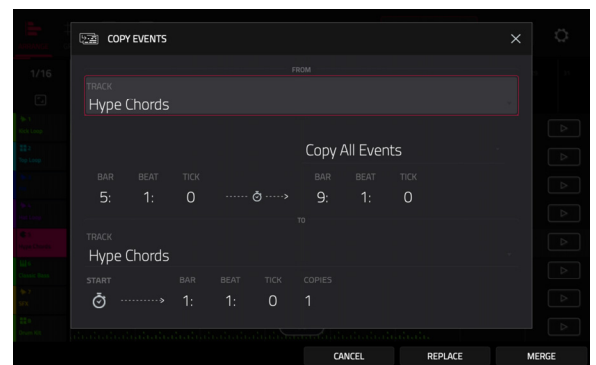 COPY EVENTS
FROM
1/16
TRACK
Hype Chords
Copy All Events
BAR BEAT TICK BAR BEAT TICK
5: 1: 0 9: 1: 0
TO
TRACK
Hype Chords
START BAR BEAT TICK COPIES
1: 1: 0 1
CANCEL REPLACE MERGE